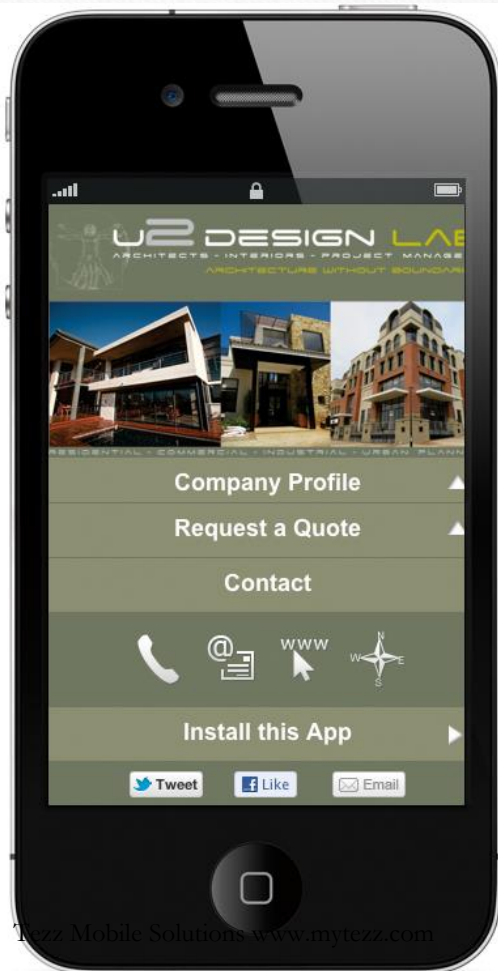 U2 DESIGN LAB
ARCHITECTS - INTERIORS - PROJECT MANAGE
ARCHITECTURE WITHOUT BOUNDARI
RESIDENTIAL - COMMERCIAL - INDUSTRIAL - URBAN PLANN
Company Profile
Request a Quote
Contact
@ WWW N W E S
Install this App
Tweet Like Email
Tezz Mobile Solutions www.mytezz.com